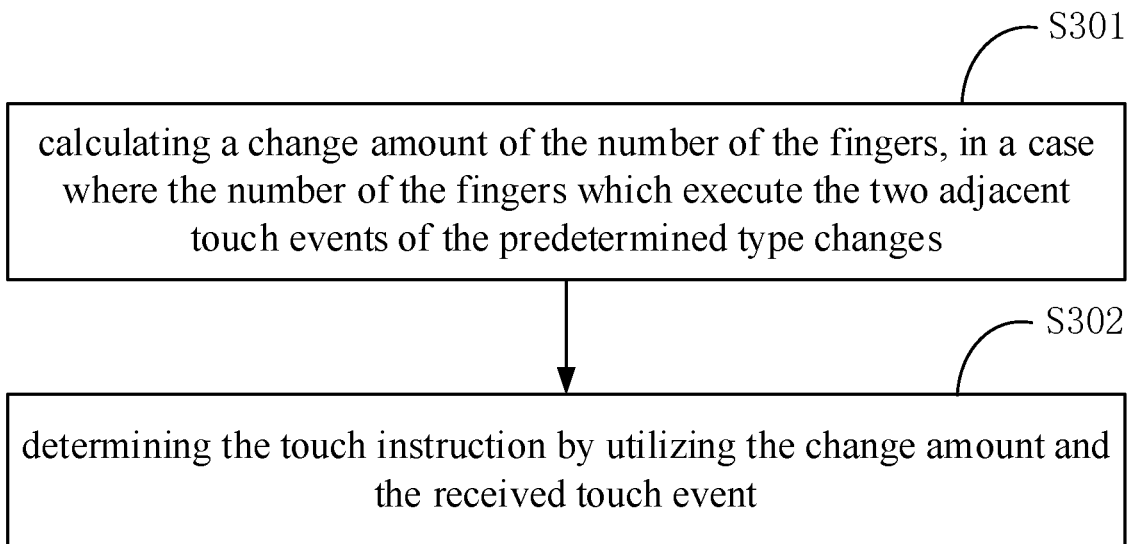 S301
calculating a change amount of the number of the fingers, in a case
where the number of the fingers which execute the two adjacent
touch events of the predetermined type changes
S302
determining the touch instruction by utilizing the change amount and
the received touch event